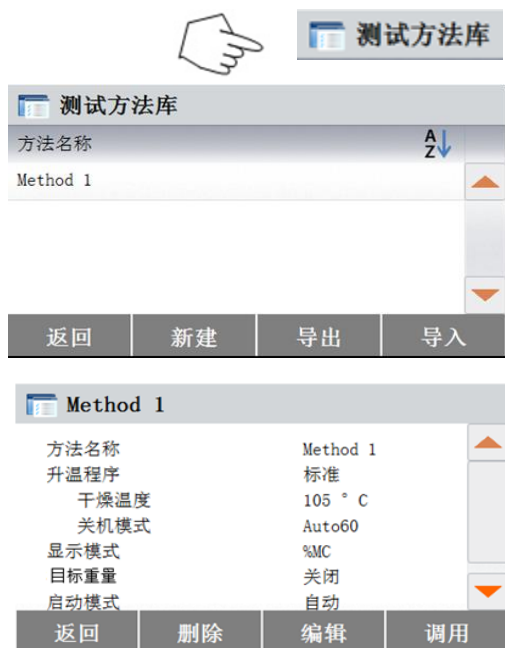 测试方法库
测试方法库
方法名称 AZ
Method 1
返回 新建 导出 导入
Method 1
方法名称 Method 1
升温程序 标准
干燥温度 105 ° C
关机模式 Auto60
显示模式 %MC
目标重量 关闭
启动模式 自动
返回 删除 编辑 调用